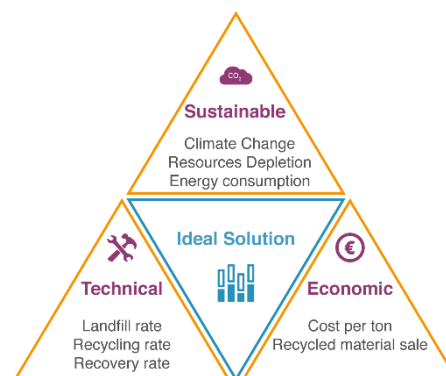 CO2
Sustainable
Climate Change
Resources Depletion
Energy consumption
Ideal Solution
Technical
Landfill rate
Recycling rate
Recovery rate
€
Economic
Cost per ton
Recycled material sale